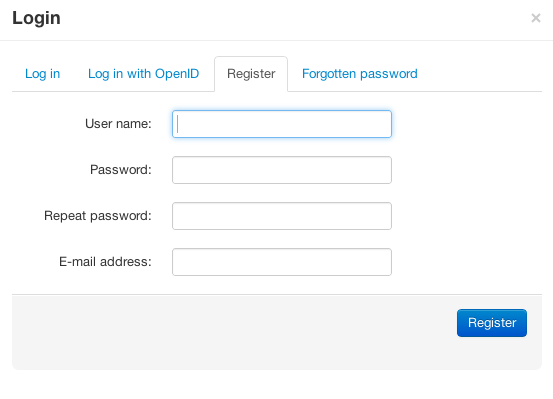 Login ×
Log in Log in with OpenID Register Forgotten password
User name:
Password:
Repeat password:
E-mail address:
Register